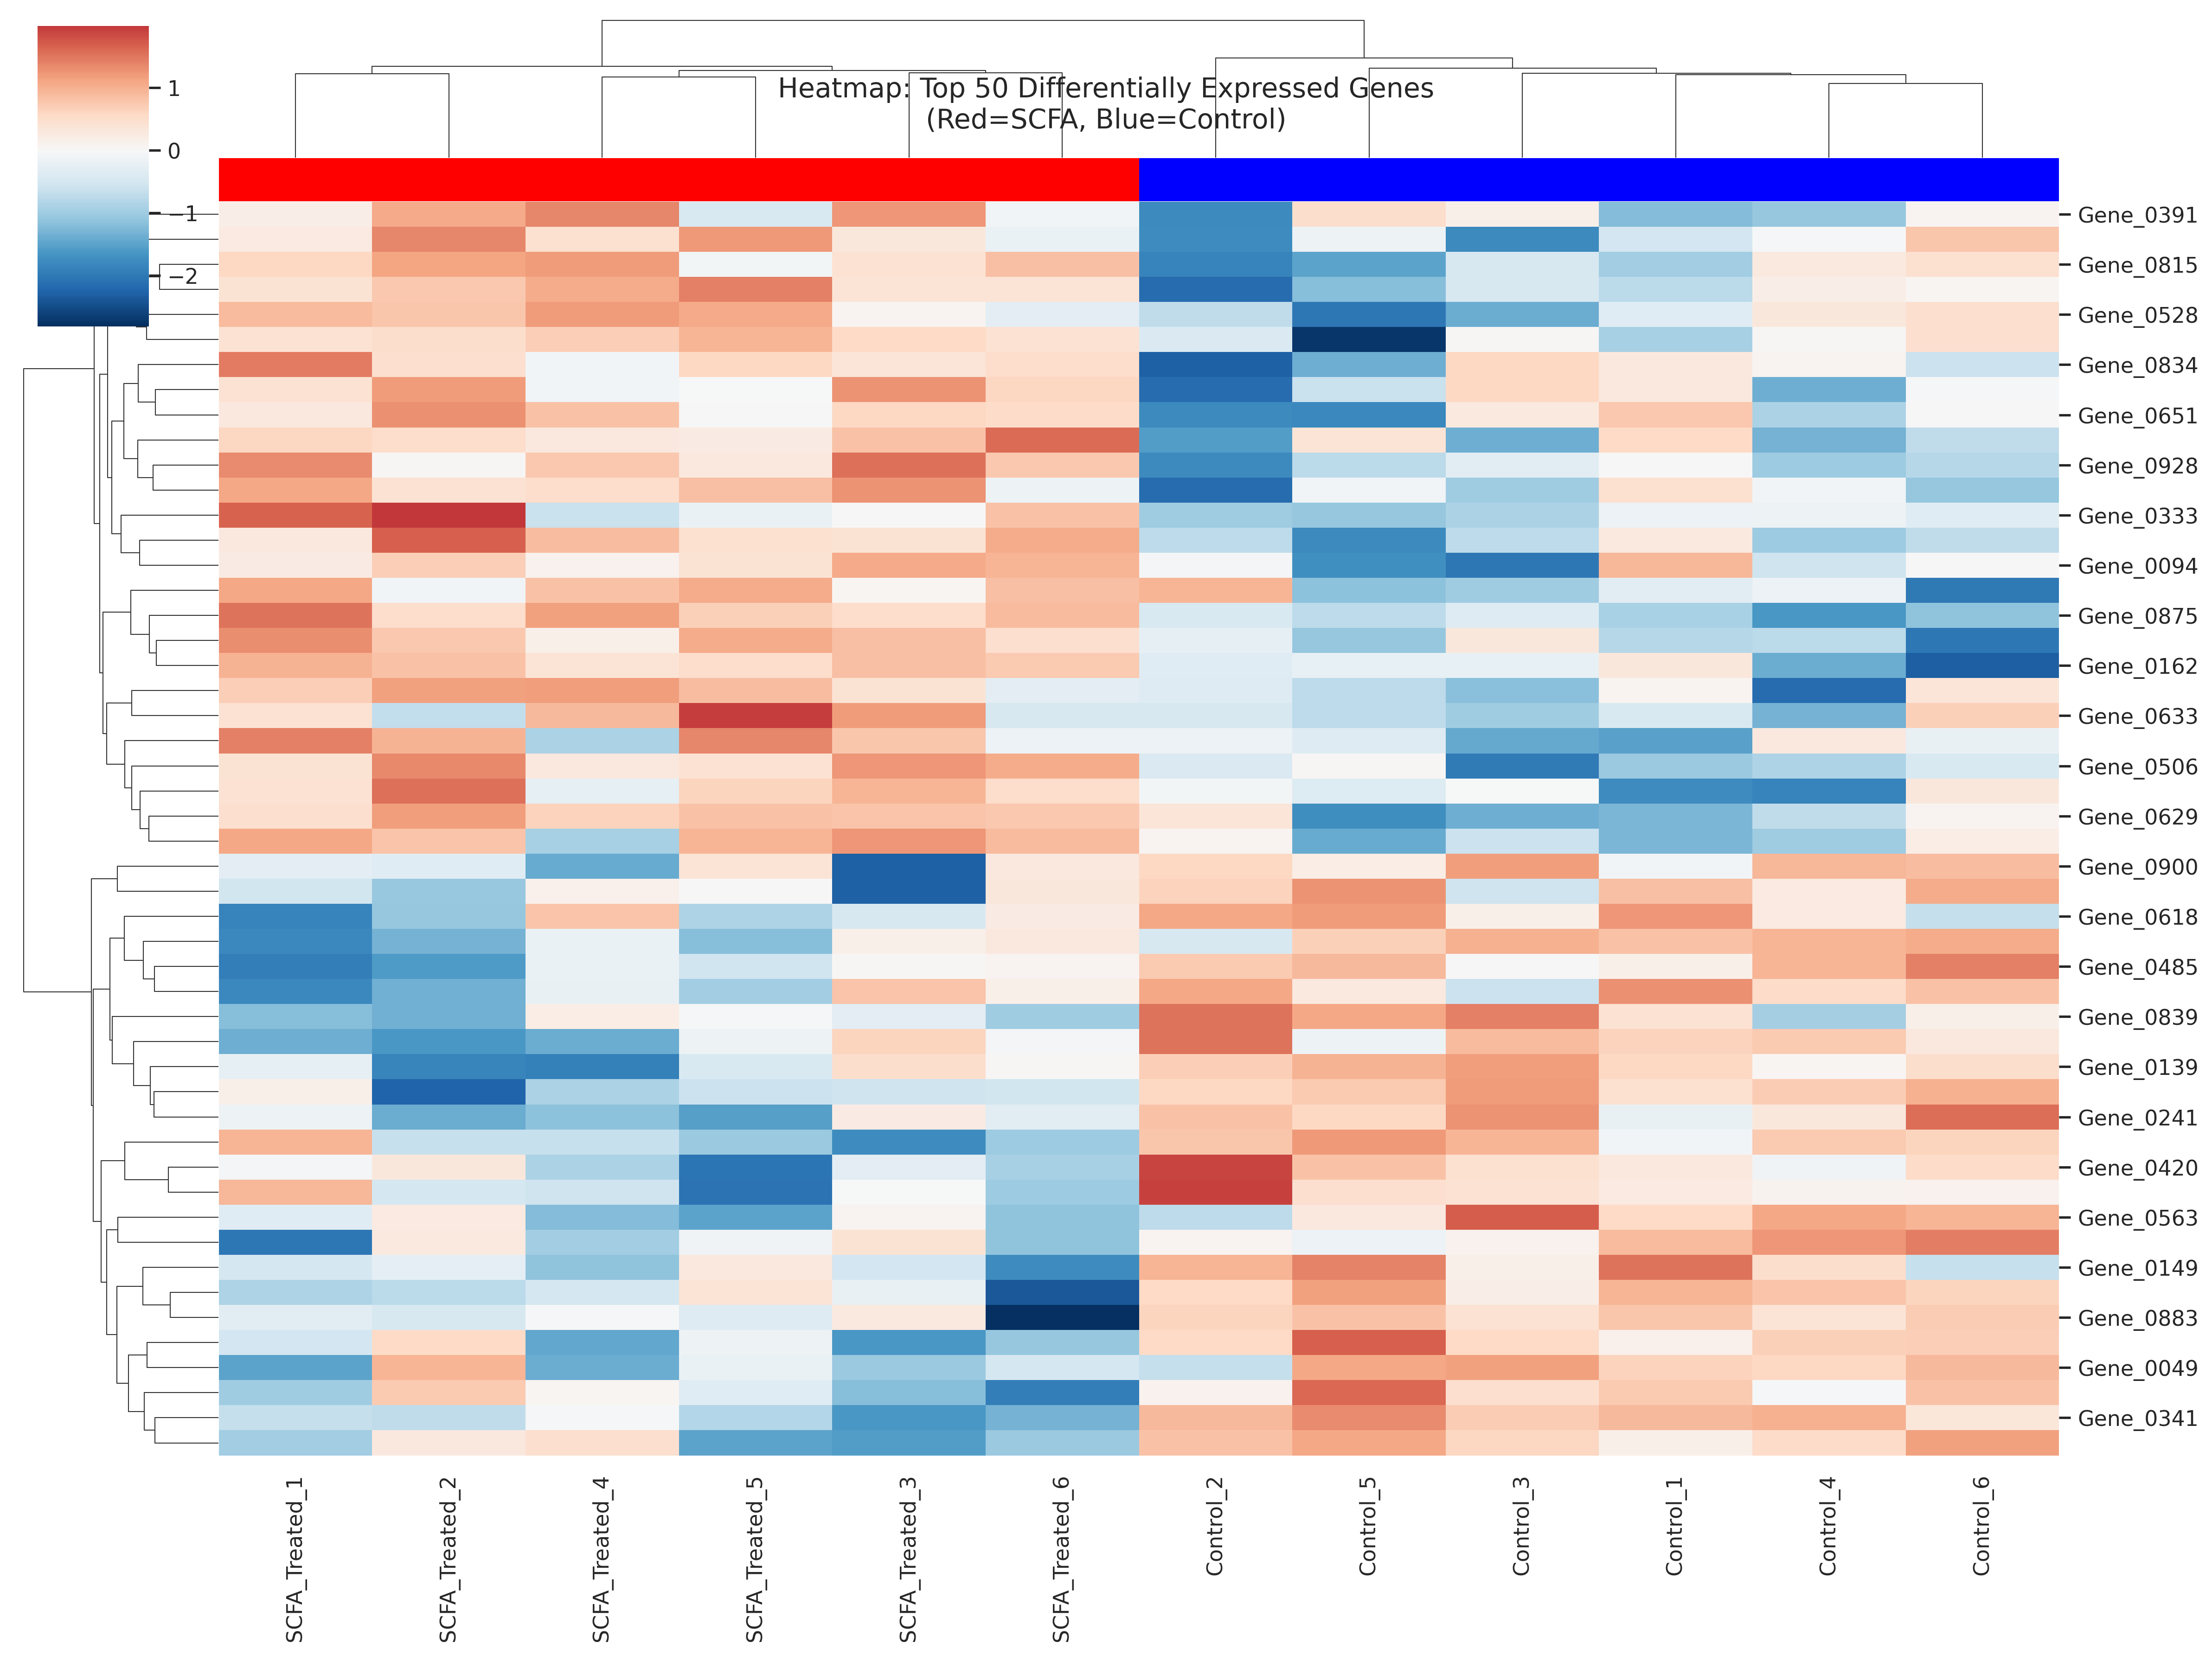 Heatmap: Top 50 Differentially Expressed Genes
(Red=SCFA, Blue=Control)
1
0
−1
−2
Gene_0391
Gene_0815
Gene_0528
Gene_0834
Gene_0651
Gene_0928
Gene_0333
Gene_0094
Gene_0875
Gene_0162
Gene_0633
Gene_0506
Gene_0629
Gene_0900
Gene_0618
Gene_0485
Gene_0839
Gene_0139
Gene_0241
Gene_0420
Gene_0563
Gene_0149
Gene_0883
Gene_0049
Gene_0341
SCFA_Treated_1
SCFA_Treated_2
SCFA_Treated_4
SCFA_Treated_5
SCFA_Treated_3
SCFA_Treated_6
Control_2
Control_5
Control_3
Control_1
Control_4
Control_6